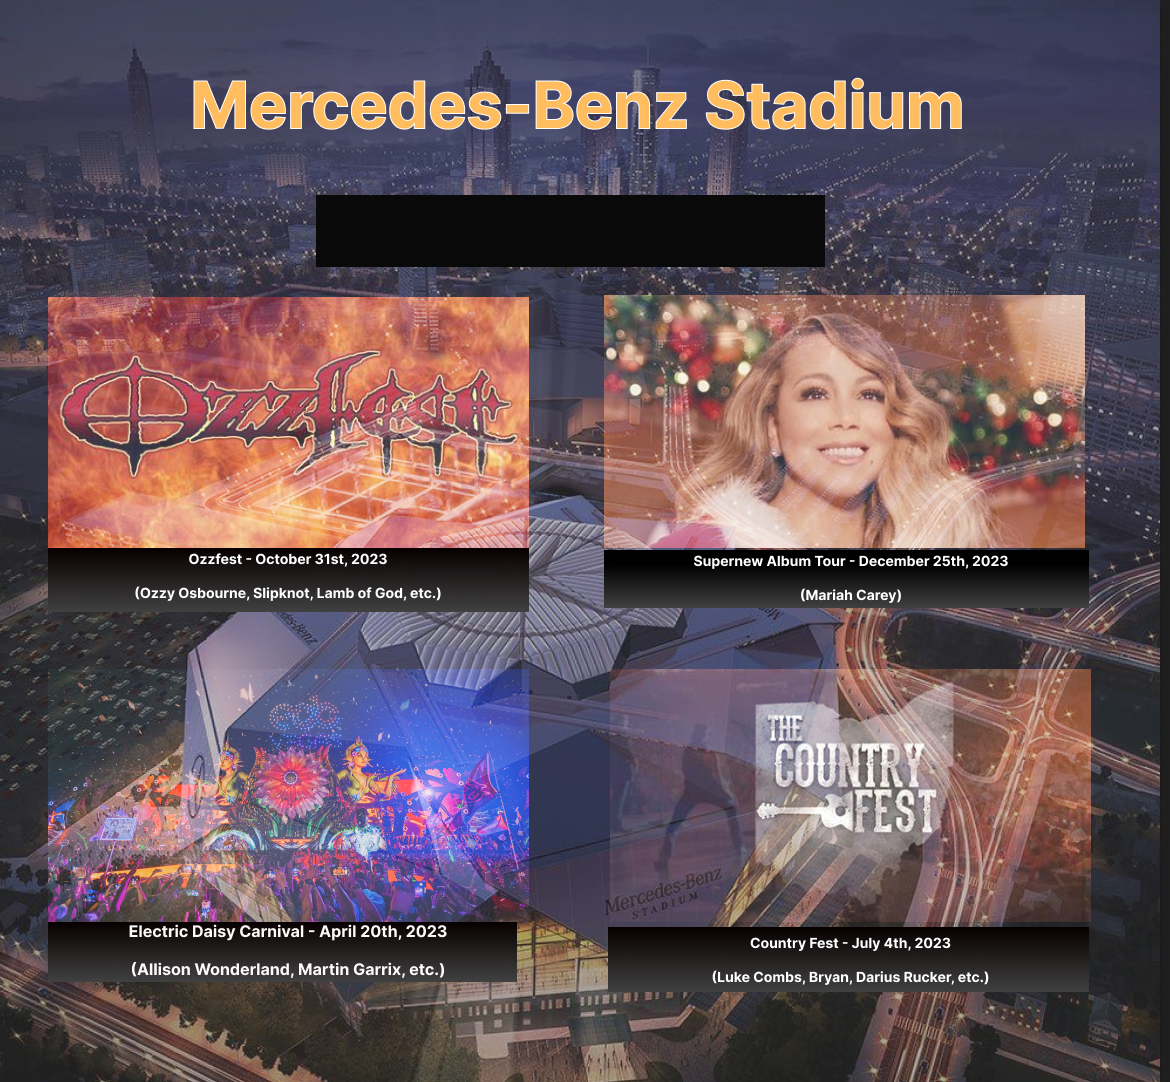 Mercedes-Benz Stadium
Ozzfest
Ozzfest - October 31st, 2023
(Ozzy Osbourne, Slipknot, Lamb of God, etc.)
Supernew Album Tour - December 25th, 2023
(Mariah Carey)
Mercedes-Benz
THE
COUNTRY
FEST
Mercedes-Benz
STADIUM
Electric Daisy Carnival - April 20th, 2023
(Allison Wonderland, Martin Garrix, etc.)
Country Fest - July 4th, 2023
(Luke Combs, Bryan, Darius Rucker, etc.)